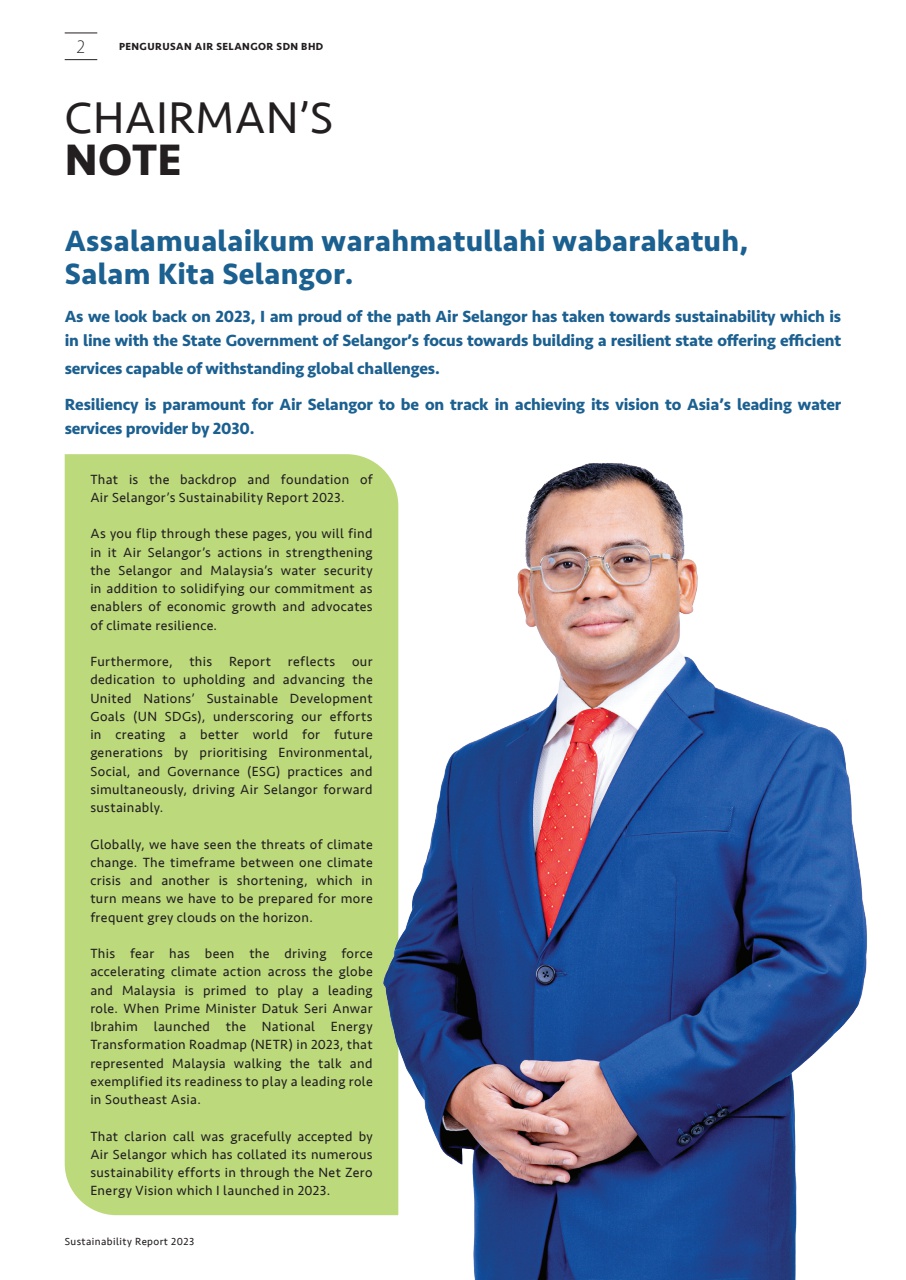 2
PENGURUSAN AIR SELANGOR SDN BHD
CHAIRMAN'S
NOTE
Assalamualaikum warahmatullahi wabarakatuh,
Salam Kita Selangor.
As we look back on 2023, I am proud of the path Air Selangor has taken towards sustainability which is
in line with the State Government of Selangor's focus towards building a resilient state offering efficient
services capable of withstanding global challenges.
Resiliency is paramount for Air Selangor to be on track in achieving its vision to Asia's leading water
services provider by 2030.
That is the backdrop and foundation of
Air Selangor's Sustainability Report 2023.
As you flip through these pages, you will find
in it Air Selangor's actions in strengthening
the Selangor and Malaysia's water security
in addition to solidifying our commitment as
enablers of economic growth and advocates
of climate resilience.
Furthermore, this Report reflects our
dedication to upholding and advancing the
United Nations' Sustainable Development
Goals (UN SDGs), underscoring our efforts
in creating a better world for future
generations by prioritising Environmental,
Social, and Governance (ESG) practices and
simultaneously, driving Air Selangor forward
sustainably.
Globally, we have seen the threats of climate
change. The timeframe between one climate
crisis and another is shortening, which in
turn means we have to be prepared for more
frequent grey clouds on the horizon.
This fear has been the driving force
accelerating climate action across the globe
and Malaysia is primed to play a leading
role. When Prime Minister Datuk Seri Anwar
Ibrahim launched the National Energy
Transformation Roadmap (NETR) in 2023, that
represented Malaysia walking the talk and
exemplified its readiness to play a leading role
in Southeast Asia.
That clarion call was gracefully accepted by
Air Selangor which has collated its numerous
sustainability efforts in through the Net Zero
Energy Vision which I launched in 2023.
Sustainability Report 2023